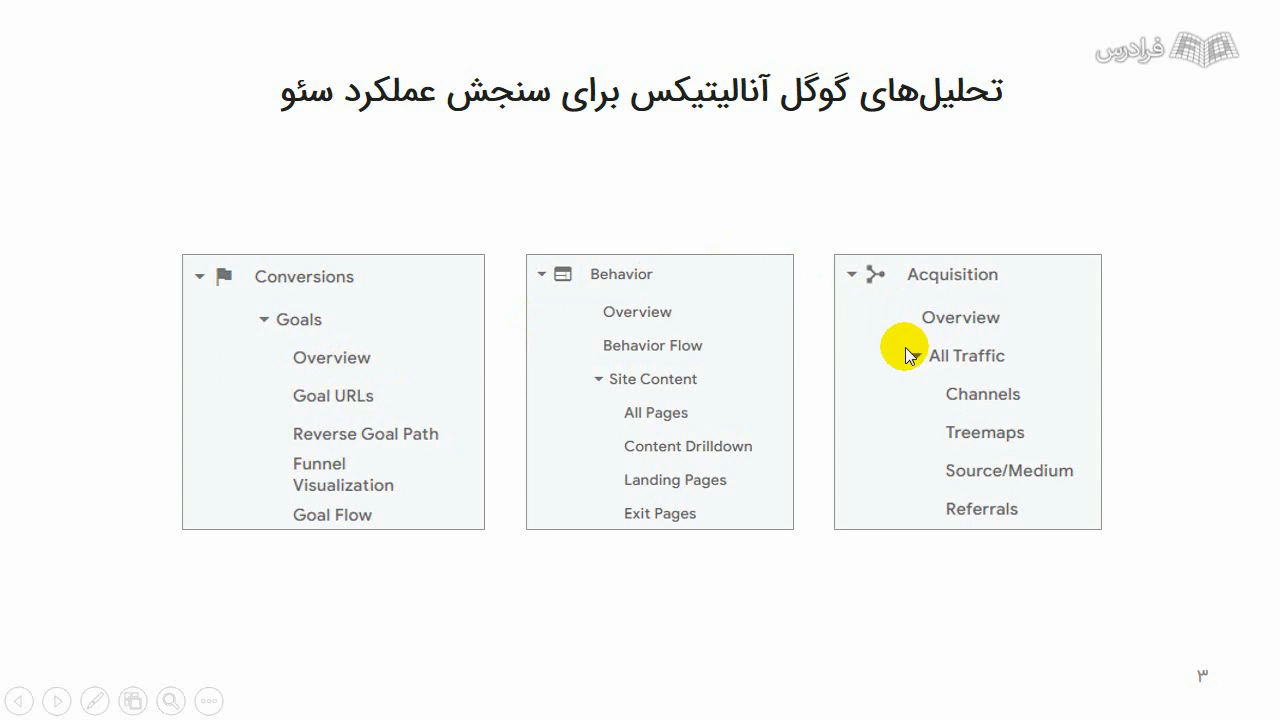 فرادرس
تحلیل‌های گوگل آنالیتیکس برای سنجش عملکرد سئو
Conversions
Goals
Overview
Goal URLs
Reverse Goal Path
Funnel
Visualization
Goal Flow
Behavior
Overview
Behavior Flow
Site Content
All Pages
Content Drilldown
Landing Pages
Exit Pages
Acquisition
Overview
All Traffic
Channels
Treemaps
Source/Medium
Referrals
۳